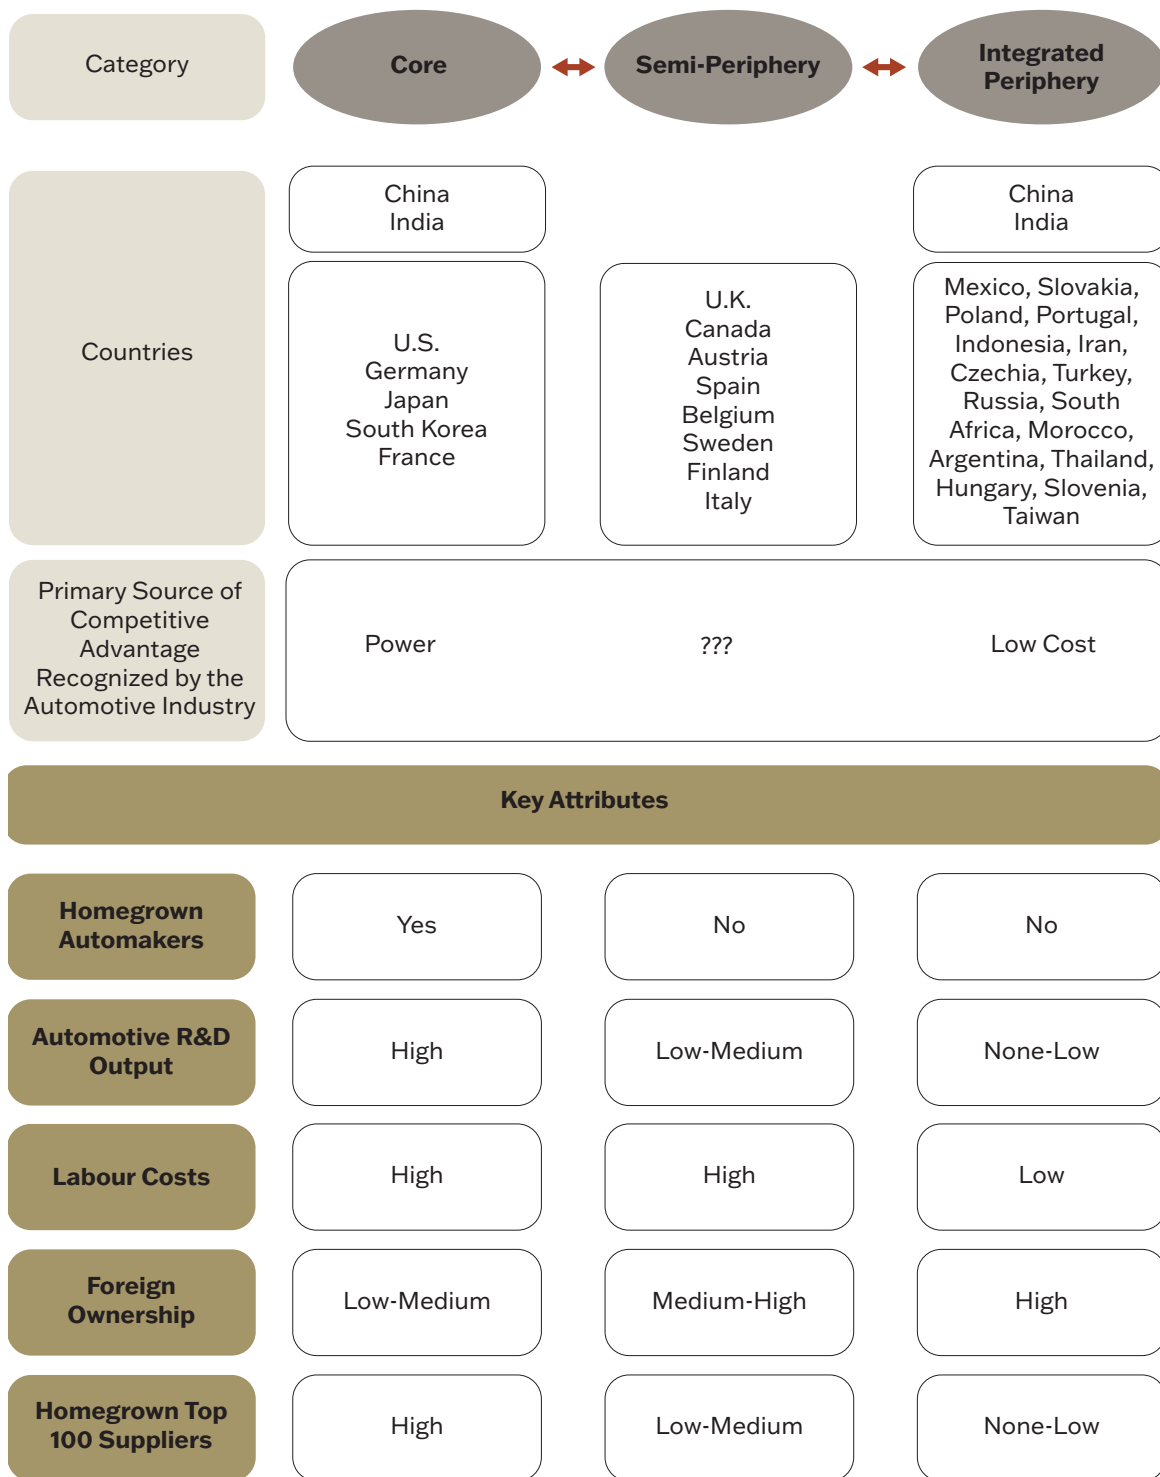 Category
Core
Semi-Periphery
Integrated
Periphery
Countries
China
India
China
India
U.S.
Germany
Japan
South Korea
France
U.K.
Canada
Austria
Spain
Belgium
Sweden
Finland
Italy
Mexico, Slovakia,
Poland, Portugal,
Indonesia, Iran,
Czechia, Turkey,
Russia, South
Africa, Morocco,
Argentina, Thailand,
Hungary, Slovenia,
Taiwan
Primary Source of
Competitive
Advantage
Recognized by the
Automotive Industry
Power
???
Low Cost
Key Attributes
Homegrown
Automakers
Yes
No
No
Automotive R&D
Output
High
Low-Medium
None-Low
Labour Costs
High
High
Low
Foreign
Ownership
Low-Medium
Medium-High
High
Homegrown Top
100 Suppliers
High
Low-Medium
None-Low